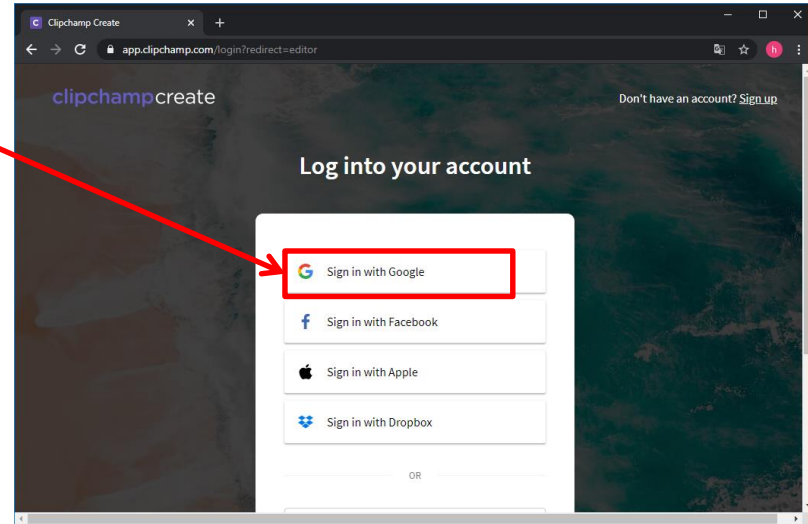 Clipchamp Create
app.clipchamp.com/login?redirect=editor
h
clipchampcreate
Don't have an account? Sign up
Log into your account
Sign in with Google
Sign in with Facebook
Sign in with Apple
Sign in with Dropbox
OR